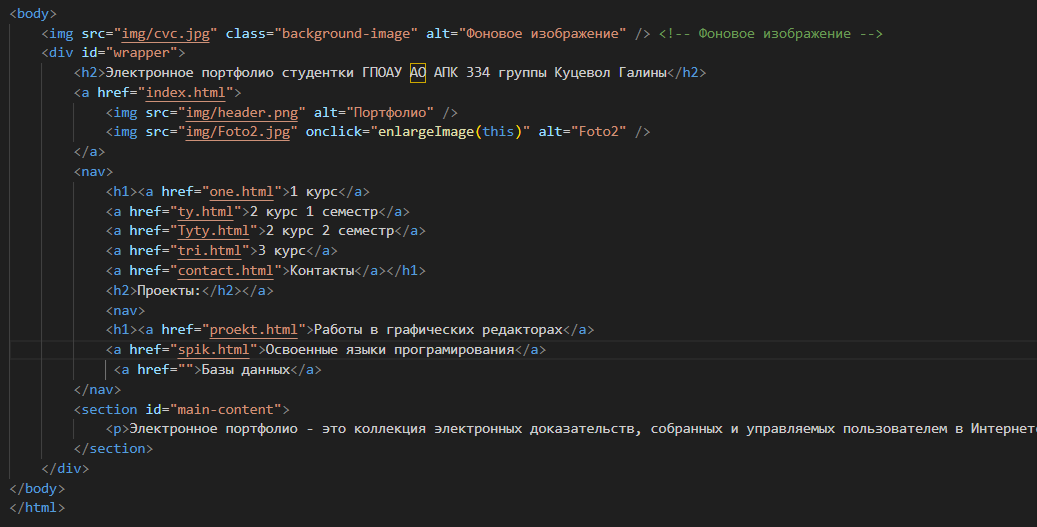 <body>
<img src="img/cvc.jpg" class="background-image" alt="Фоновое изображение" /> <!-- Фоновое изображение -->
<div id="wrapper">
<h2>Электронное портфолио студентки ГПОАУ АО АПК 334 группы Куцевол Галины</h2>
<a href="index.html">
<img src="img/header.png" alt="Портфолио" />
<img src="img/Foto2.jpg" onclick="enlargeImage(this)" alt="Foto2" />
</a>
<nav>
<h1><a href="one.html">1 курс</a>
<a href="ty.html">2 курс 1 семестр</a>
<a href="Tyty.html">2 курс 2 семестр</a>
<a href="tri.html">3 курс</a>
<a href="contact.html">Контакты</a></h1>
<h2>Проекты:</h2></a>
<nav>
<h1><a href="proekt.html">Работы в графических редакторах</a>
<a href="spik.html">Освоенные языки програмирования</a>
<a href="">Базы данных</a>
</nav>
<section id="main-content">
<p>Электронное портфолио - это коллекция электронных доказательств, собранных и управляемых пользователем в Интернет
</section>
</div>
</body>
</html>